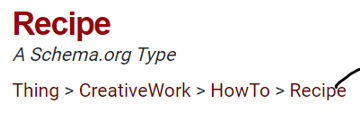 Recipe
A Schema.org Type
Thing > CreativeWork > HowTo > Recipe